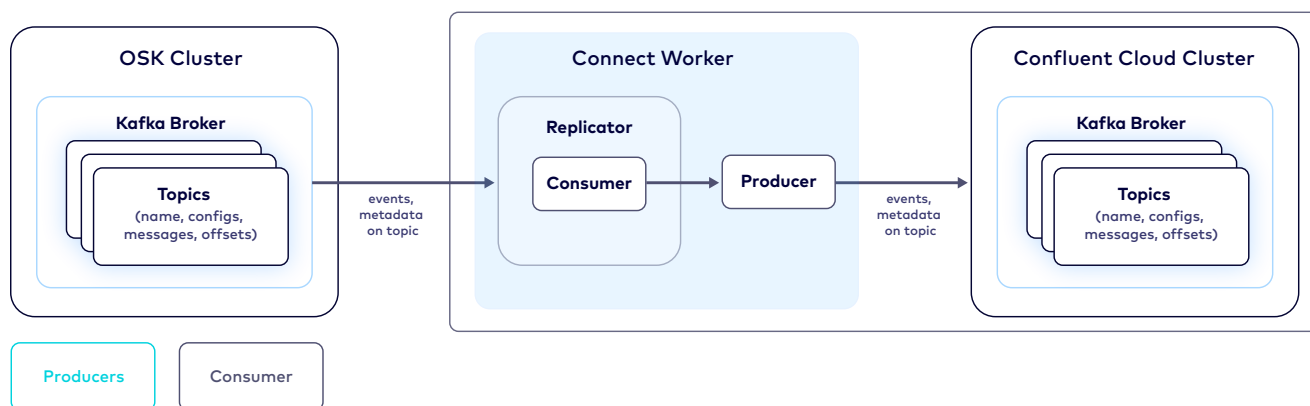 OSK Cluster
Kafka Broker
Topics
(name, configs,
messages, offsets)
events,
metadata
on topic
Connect Worker
Replicator
Consumer
Producer
events,
metadata
on topic
Confluent Cloud Cluster
Kafka Broker
Topics
(name, configs,
messages, offsets)
Producers
Consumer